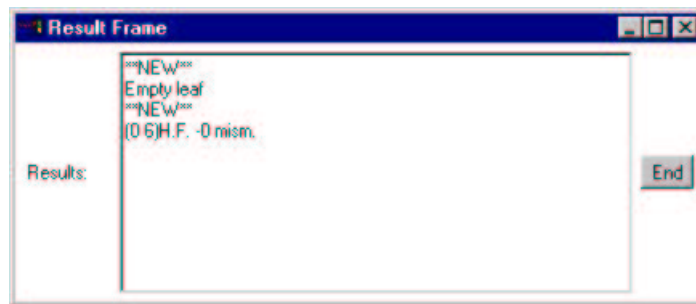 Result Frame
**NEW**
Empty leaf
**NEW**
(0 6)H.F. -0 mism.
Results:
End